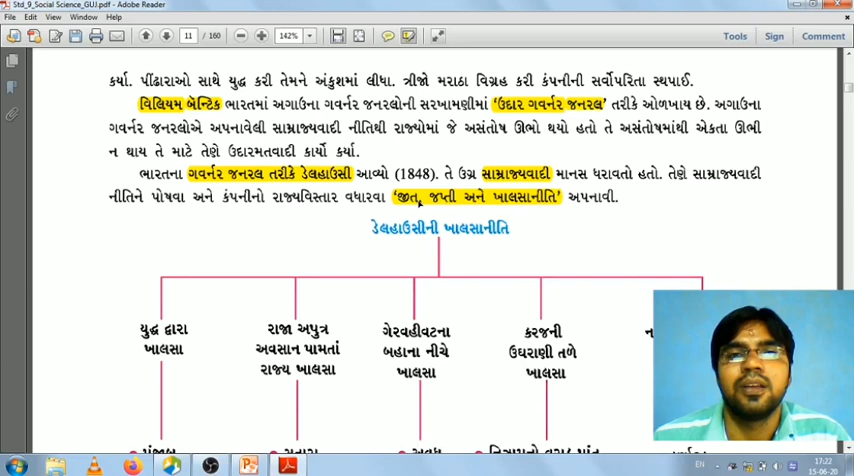 Std_9_Social Science_GUJ.pdf - Adobe Reader
File Edit View Window Help
11 / 160 142% Tools Sign Comment
કર્યા. પીંઢારાઓ સાથે યુદ્ધ કરી તેમને અંકુશમાં લીધા. ત્રીજો મરાઠા વિગ્રહ કરી કંપનીની સર્વોપરિતા સ્થપાઈ.
વિલિયમ બૅન્ટિક ભારતમાં અગાઉના ગવર્નર જનરલોની સરખામણીમાં ‘ઉદાર ગવર્નર જનરલ’ તરીકે ઓળખાય છે. અગાઉના
ગવર્નર જનરલોએ અપનાવેલી સામ્રાજ્યવાદી નીતિથી રાજ્યોમાં જે અસંતોષ ઊભો થયો હતો તે અસંતોષમાંથી એકતા ઊભી
ન થાય તે માટે તેણે ઉદારમતવાદી કાર્યો કર્યાં.
ભારતના ગવર્નર જનરલ તરીકે ડેલહાઉસી આવ્યો (1848). તે ઉગ્ર સામ્રાજ્યવાદી માનસ ધરાવતો હતો. તેણે સામ્રાજ્યવાદી
નીતિને પોષવા અને કંપનીનો રાજ્યવિસ્તાર વધારવા ‘જીત, જપ્તી અને ખાલસાનીતિ’ અપનાવી.
ડેલહાઉસીની ખાલસાનીતિ
યુદ્ધ દ્વારા
ખાલસા
રાજા અપુત્ર
અવસાન પામતાં
રાજ્ય ખાલસા
ગેરવહીવટના
બહાના નીચે
ખાલસા
કરજની
ઉઘરાણી તળે
ખાલસા
EN
17:22
15-06-20